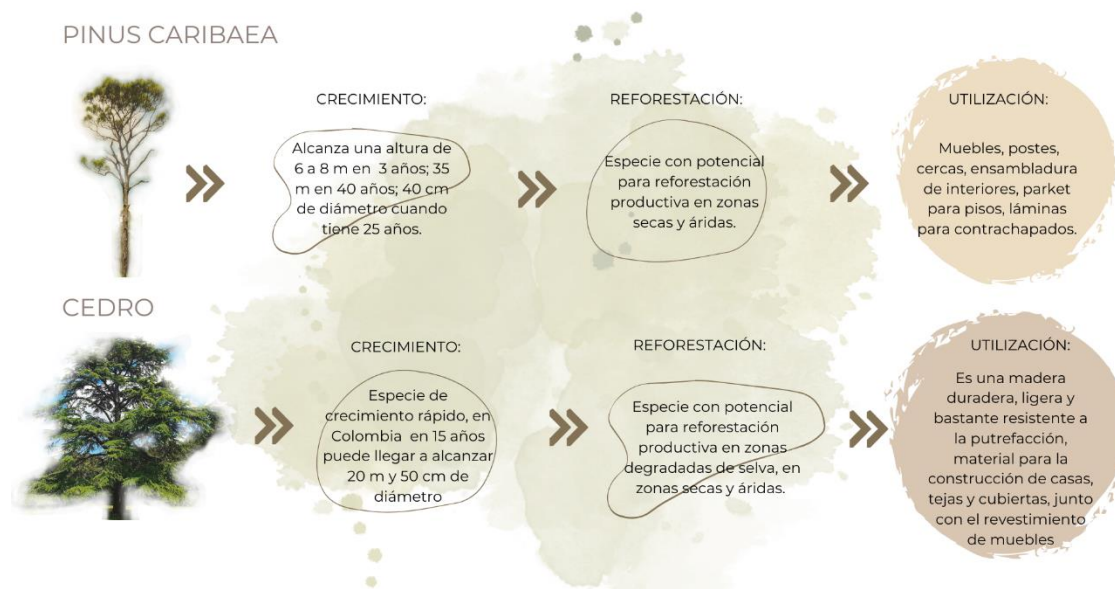 PINUS CARIBAEA
CRECIMIENTO:
Alcanza una altura de
6 a 8 m en 3 años; 35
m en 40 años; 40 cm
de diámetro cuando
tiene 25 años.
REFORESTACIÓN:
Especie con potencial
para reforestación
productiva en zonas
secas y áridas.
UTILIZACIÓN:
Muebles, postes,
cercas, ensambladura
de interiores, parket
para pisos, láminas
para contrachapados.
CEDRO
CRECIMIENTO:
Especie de
crecimiento rápido, en
Colombia en 15 años
puede llegar a alcanzar
20 m y 50 cm de
diámetro
REFORESTACIÓN:
Especie con potencial
para reforestación
productiva en zonas
degradadas de selva, en
zonas secas y áridas.
UTILIZACIÓN:
Es una madera
duradera, ligera y
bastante resistente a
la putrefacción,
material para la
construcción de casas,
tejas y cubiertas, junto
con el revestimiento
de muebles